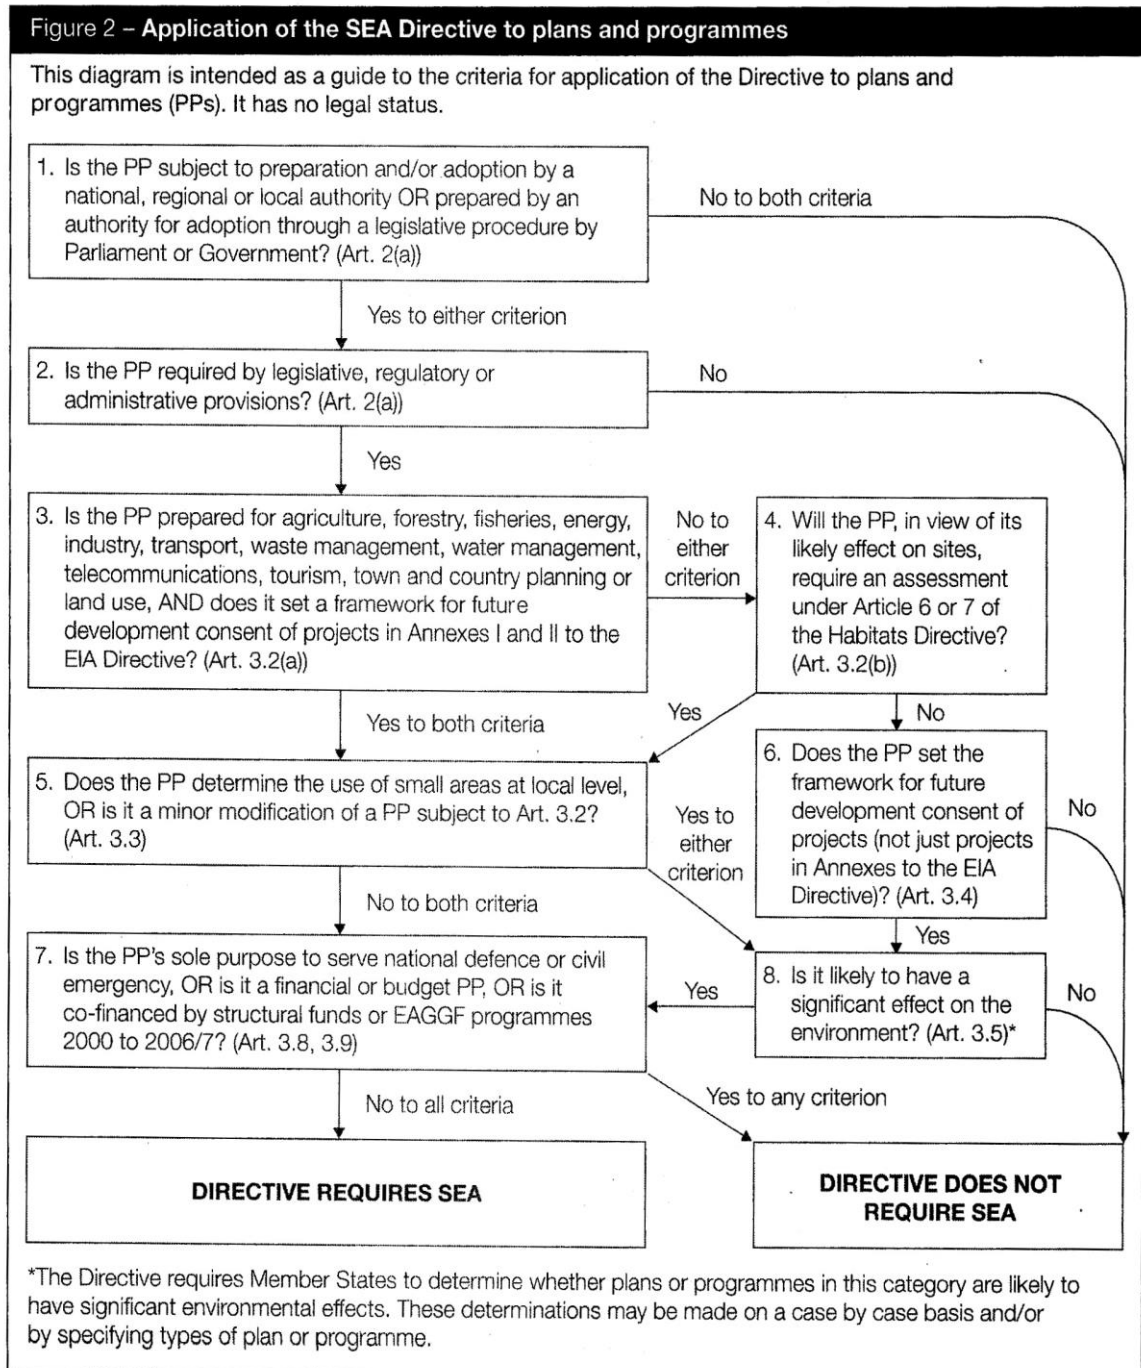 Figure 2 – Application of the SEA Directive to plans and programmes
This diagram is intended as a guide to the criteria for application of the Directive to plans and
programmes (PPs). It has no legal status.
1. Is the PP subject to preparation and/or adoption by a
national, regional or local authority OR prepared by an
authority for adoption through a legislative procedure by
Parliament or Government? (Art. 2(a))
No to both criteria
Yes to either criterion
2. Is the PP required by legislative, regulatory or
administrative provisions? (Art. 2(a))
No
Yes
3. Is the PP prepared for agriculture, forestry, fisheries, energy,
industry, transport, waste management, water management,
telecommunications, tourism, town and country planning or
land use, AND does it set a framework for future
development consent of projects in Annexes I and II to the
EIA Directive? (Art. 3.2(a))
No to
either
criterion
4. Will the PP, in view of its
likely effect on sites,
require an assessment
under Article 6 or 7 of
the Habitats Directive?
(Art. 3.2(b))
Yes to both criteria
Yes
No
5. Does the PP determine the use of small areas at local level,
OR is it a minor modification of a PP subject to Art. 3.2?
(Art. 3.3)
Yes to
either
criterion
6. Does the PP set the
framework for future
development consent of
projects (not just projects
in Annexes to the EIA
Directive)? (Art. 3.4)
No
No to both criteria
Yes
7. Is the PP's sole purpose to serve national defence or civil
emergency, OR is it a financial or budget PP, OR is it
co-financed by structural funds or EAGGF programmes
2000 to 2006/7? (Art. 3.8, 3.9)
Yes
8. Is it likely to have a
significant effect on the
environment? (Art. 3.5)*
No
No to all criteria
Yes to any criterion
DIRECTIVE REQUIRES SEA
DIRECTIVE DOES NOT
REQUIRE SEA
*The Directive requires Member States to determine whether plans or programmes in this category are likely to
have significant environmental effects. These determinations may be made on a case by case basis and/or
by specifying types of plan or programme.